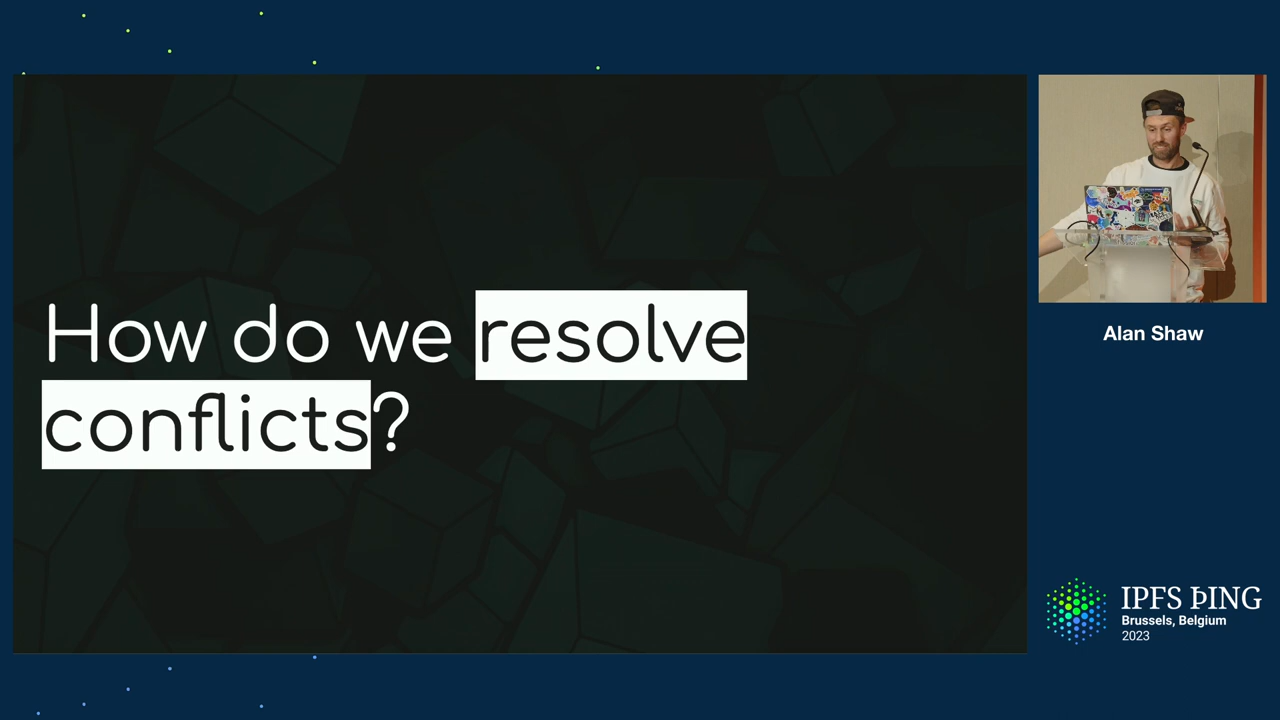 How do we resolve
conflicts?
Alan Shaw
IPFS ÞING
Brussels, Belgium
2023